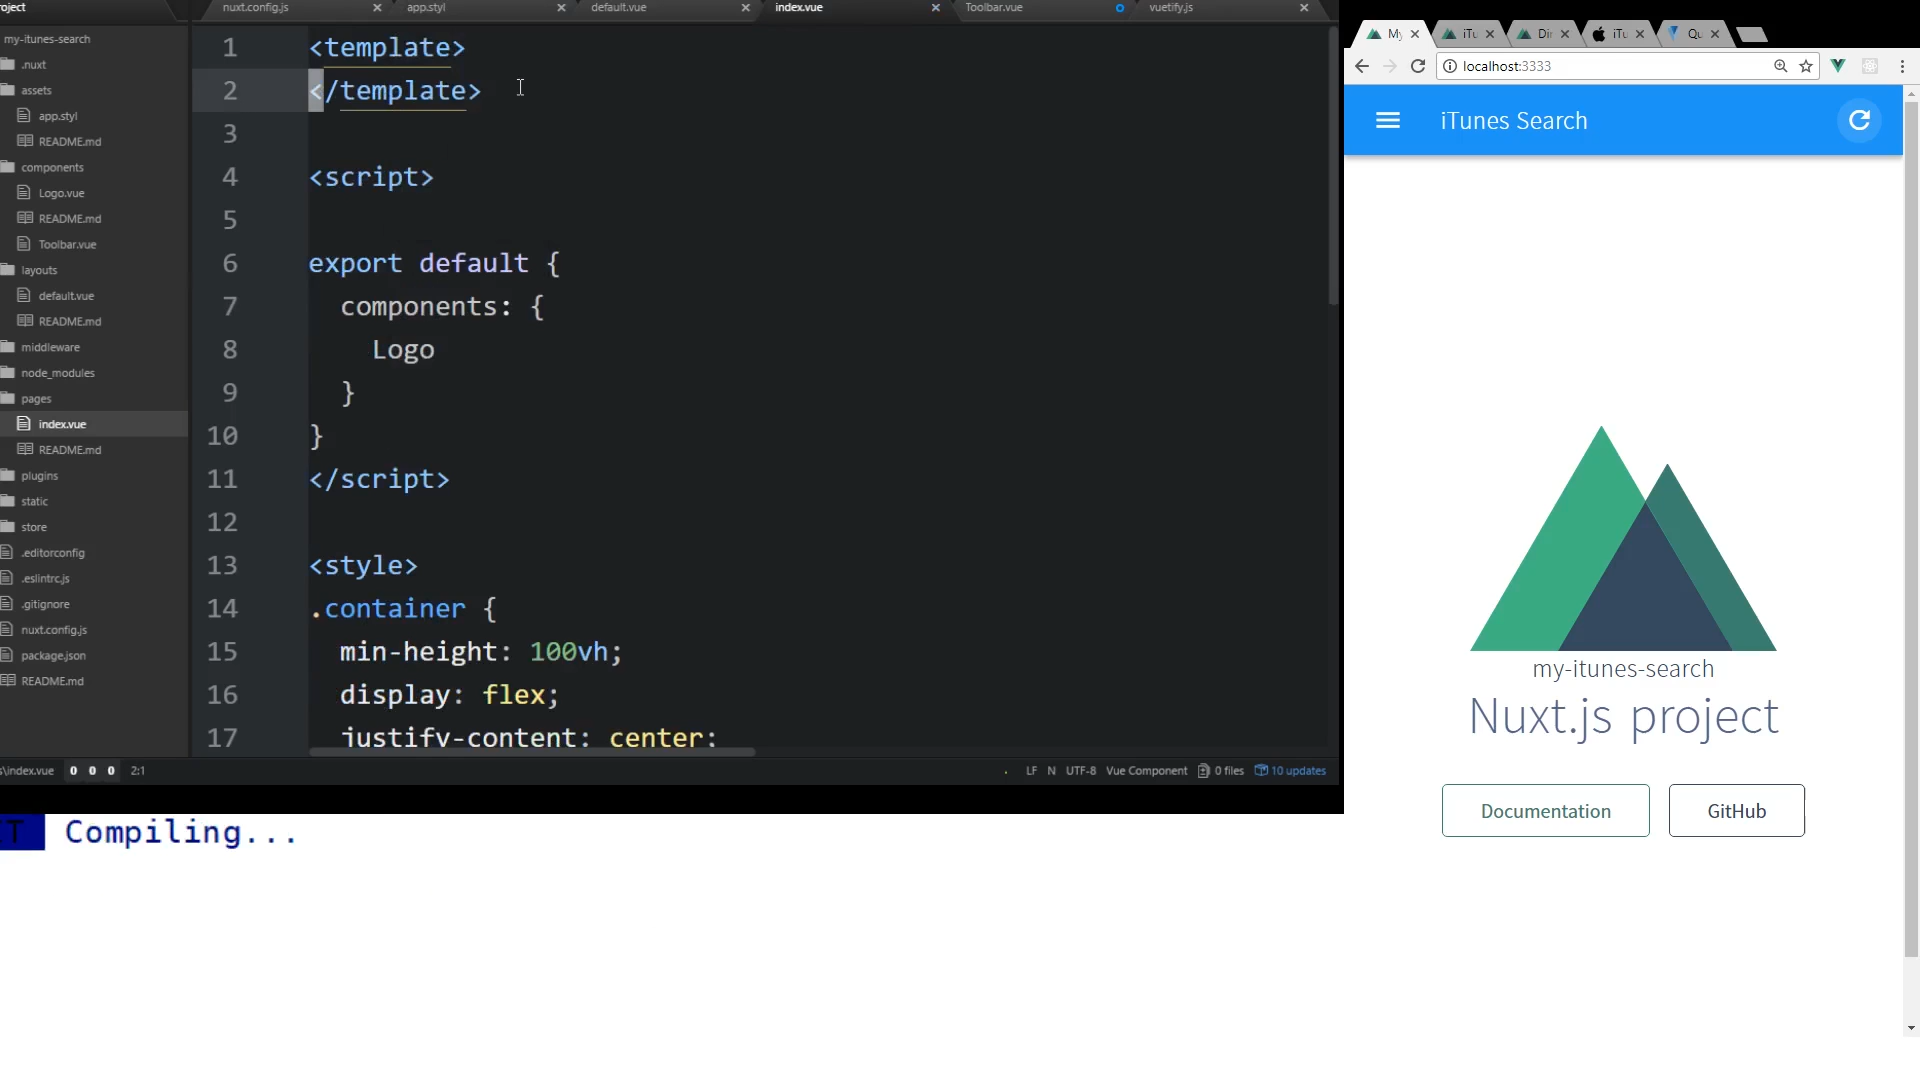 oject
nuxt.config.js
app.styl
default.vue
index.vue
Toolbar.vue
vuetify.js
my-itunes-search
.nuxt
assets
app.styl
README.md
components
Logo.vue
README.md
Toolbar.vue
layouts
default.vue
README.md
middleware
node_modules
pages
index.vue
README.md
plugins
static
store
.editorconfig
.eslintrc.js
.gitignore
nuxt.config.js
package.json
README.md
1 <template>
2 </template>
3
4 <script>
5
6 export default {
7 components: {
8 Logo
9 }
10 }
11 </script>
12
13 <style>
14 .container {
15 min-height: 100vh;
16 display: flex;
17 justify-content: center;
s\index.vue 0 0 0 2:1
LF N UTF-8 Vue Component 0 files 10 updates
T Compiling...
My iTu Dir iTu Qu
localhost:3333
iTunes Search
my-itunes-search
Nuxt.js project
Documentation GitHub